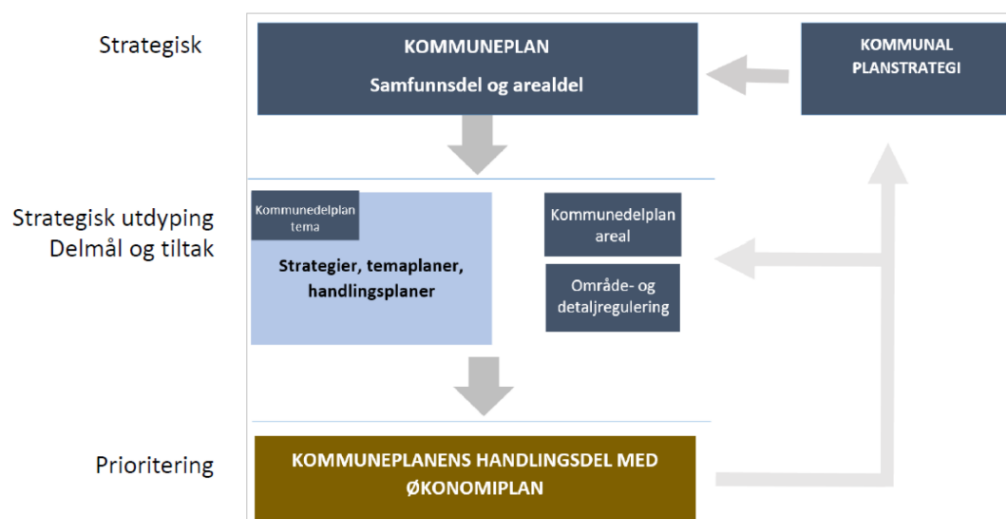 Strategisk
KOMMUNEPLAN
Samfunnsdel og arealdel
KOMMUNAL
PLANSTRATEGI
Strategisk utdyping
Delmål og tiltak
Kommunedelplan
tema
Strategier, temaplaner,
handlingsplaner
Kommunedelplan
areal
Område- og
detaljregulering
Prioritering
KOMMUNEPLANENS HANDLINGSDEL MED
ØKONOMIPLAN